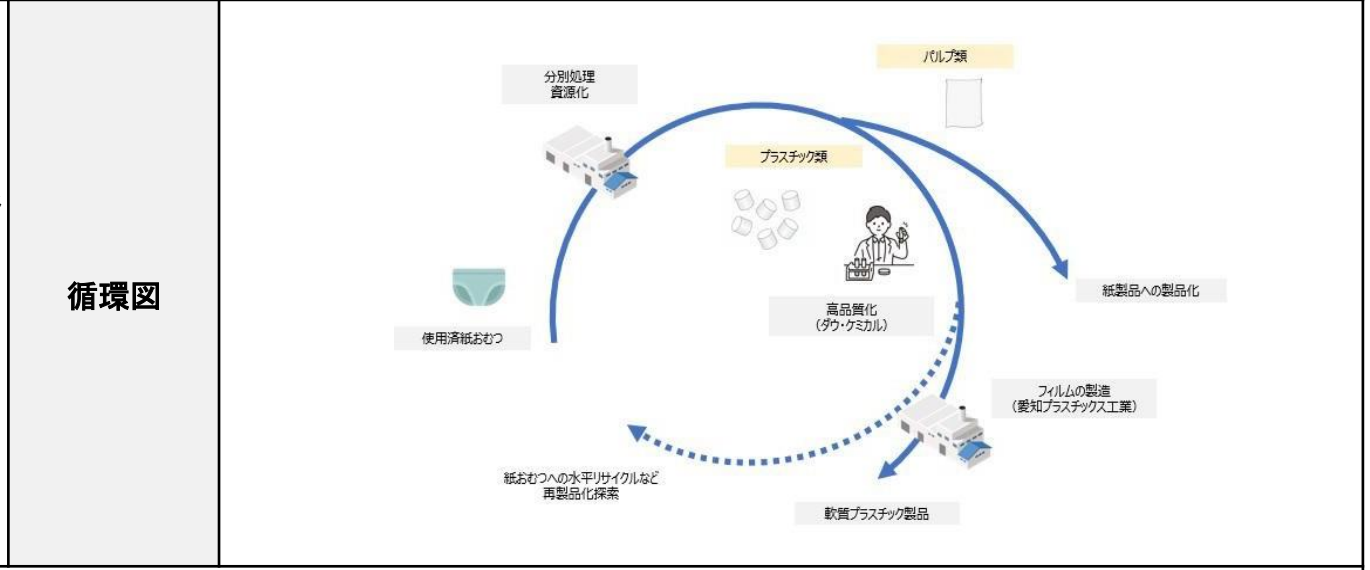 循環図
分別処理
資源化
パルプ類
プラスチック類
高品質化
（ダウ・ケミカル）
紙製品への製品化
使用済紙おむつ
フィルムの製造
（愛知プラスチックス工業）
紙おむつへの水平リサイクルなど
再製品化探索
軟質プラスチック製品